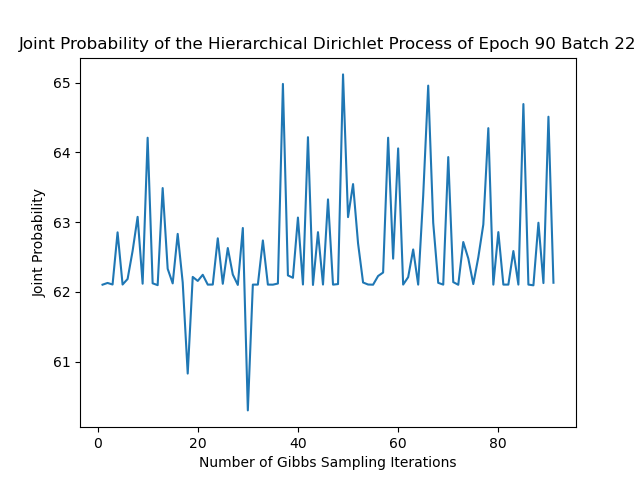 Joint Probability of the Hierarchical Dirichlet Process of Epoch 90 Batch 22
65
64
63
62
61
Joint Probability
0 20 40 60 80
Number of Gibbs Sampling Iterations